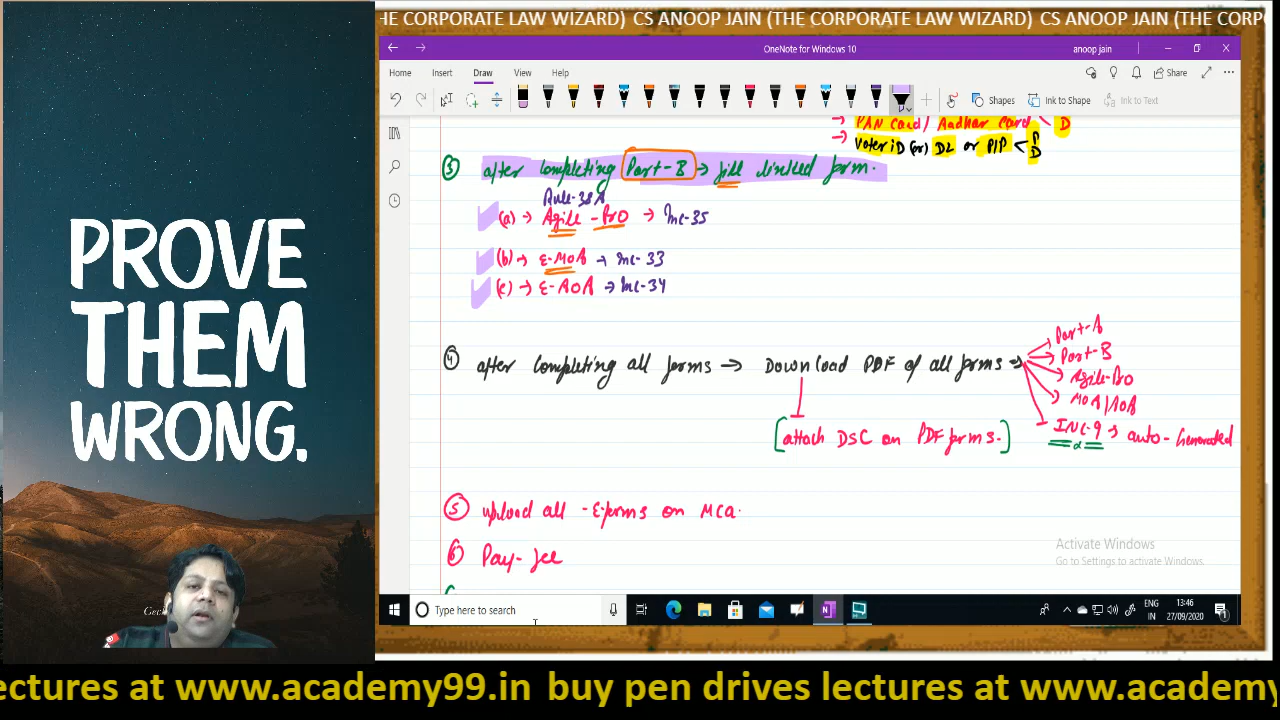 HE CORPORATE LAW WIZARD) CS ANOOP JAIN (THE CORPORATE LAW WIZARD) CS ANOOP JAIN (THE CORPO
OneNote for Windows 10
anoop jain
Home Insert Draw View Help
Share
Shapes Ink to Shape Ink to Text
→ PAN Card / Aadhar Card < D
→ Voter iD (or) DL or P/P < P D
③ after completing Part-B → fill linked form.
Rule-38A
(a) → Agile - PrO → Inc-35
(b) → E-MOA → Inc-33
(c) → E-AOA → Inc-34
④ after completing all forms → Download PDF of all forms →
Part-A
Part-B
Agile-PrO
MOA/AOA
INC-9 → auto-Generated
[attach DSC on PDF forms.]
⑤ upload all -Eforms on MCA.
⑥ Pay-fee
PROVE
THEM
WRONG.
Activate Windows
Go to Settings to activate Windows.
Type here to search
ENG
IN
13:46
27/09/2020
ectures at www.academy99.in buy pen drives lectures at www.academy